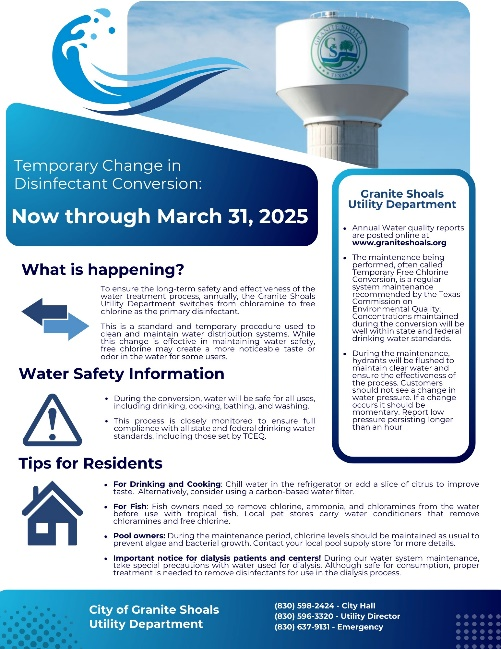 GRANITE SHOALS
Temporary Change in
Disinfectant Conversion:
Now through March 31, 2025
What is happening?
To ensure the long-term safety and effectiveness of the
water treatment process, annually, the Granite Shoals
Utility Department switches from chloramine to free
chlorine as the primary disinfectant.
This is a standard and temporary procedure used to
clean and maintain water distribution systems. While
this change is effective in maintaining water safety,
free chlorine may create a more noticeable taste or
odor in the water for some users.
Water Safety Information
• During the conversion, water will be safe for all uses,
including drinking, cooking, bathing, and washing.
• This process is closely monitored to ensure full
compliance with all state and federal drinking water
standards, including those set by TCEQ.
Tips for Residents
• For Drinking and Cooking: Chill water in the refrigerator or add a slice of citrus to improve
taste. Alternatively, consider using a carbon-based water filter.
• For Fish: Fish owners need to remove chlorine, ammonia, and chloramines from the water
before use with tropical fish. Local pet stores carry water conditioners that remove
chloramines and free chlorine.
• Pool owners: During the maintenance period, chlorine levels should be maintained as usual to
prevent algae and bacterial growth. Contact your local pool supply store for more details.
• Important notice for dialysis patients and centers! During our water system maintenance,
take special precautions with water used for dialysis. Although safe for consumption, proper
treatment is needed to remove disinfectants for use in the dialysis process.
Granite Shoals
Utility Department
• Annual Water quality reports
are posted online at
www.graniteshoals.org
• The maintenance being
performed, often called
Temporary Free Chlorine
Conversion, is a regular
system maintenance
recommended by the Texas
Commission on
Environmental Quality.
Concentrations maintained
during the conversion will be
well within state and federal
drinking water standards.
• During the maintenance,
hydrants will be flushed to
maintain clear water and
ensure the effectiveness of
the process. Customers
should not see a change in
water pressure. If a change
occurs it should be
momentary. Report low
pressure persisting longer
than an hour
City of Granite Shoals
Utility Department
(830) 598-2424 - City Hall
(830) 596-3320 - Utility Director
(830) 637-9131 - Emergency